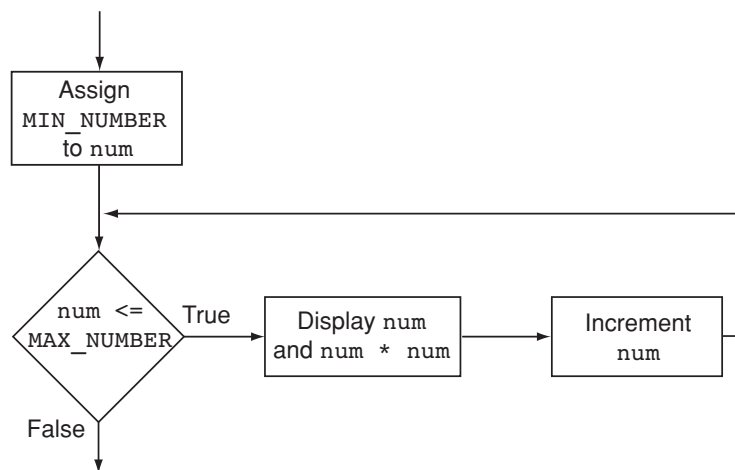 Assign
MIN_NUMBER
to num
num <=
MAX_NUMBER
True
Display num
and num * num
Increment
num
False